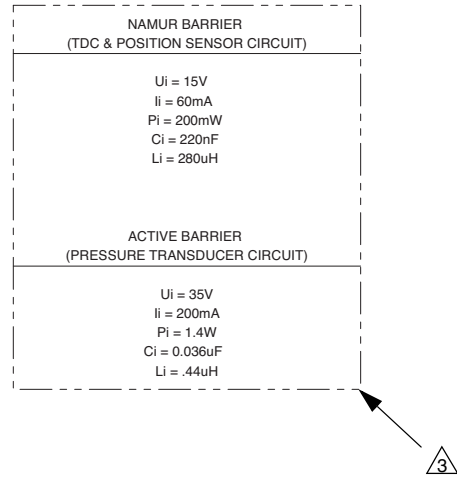 NAMUR BARRIER
(TDC & POSITION SENSOR CIRCUIT)
Ui = 15V
Ii = 60mA
Pi = 200mW
Ci = 220nF
Li = 280uH
ACTIVE BARRIER
(PRESSURE TRANSDUCER CIRCUIT)
Ui = 35V
Ii = 200mA
Pi = 1.4W
Ci = 0.036uF
Li = .44uH
3